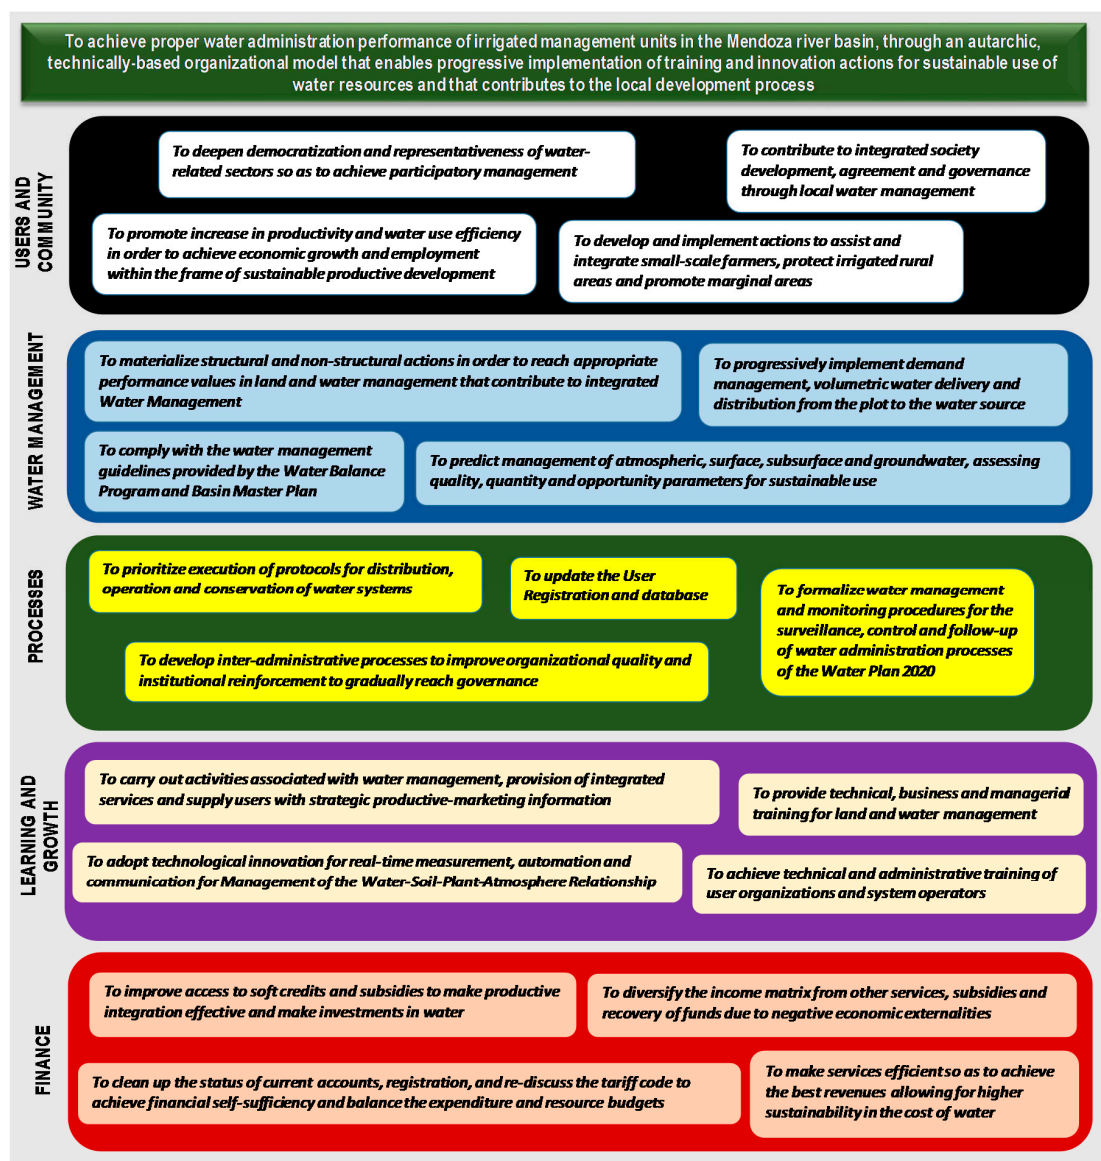 To achieve proper water administration performance of irrigated management units in the Mendoza river basin, through an autarchic,
technically-based organizational model that enables progressive implementation of training and innovation actions for sustainable use of
water resources and that contributes to the local development process
USERS AND
COMMUNITY
To deepen democratization and representativeness of water-
related sectors so as to achieve participatory management
To contribute to integrated society
development, agreement and governance
through local water management
To promote increase in productivity and water use efficiency
in order to achieve economic growth and employment
within the frame of sustainable productive development
To develop and implement actions to assist and
integrate small-scale farmers, protect irrigated rural
areas and promote marginal areas
WATER MANAGEMENT
To materialize structural and non-structural actions in order to reach appropriate
performance values in land and water management that contribute to integrated
Water Management
To progressively implement demand
management, volumetric water delivery and
distribution from the plot to the water source
To comply with the water management
guidelines provided by the Water Balance
Program and Basin Master Plan
To predict management of atmospheric, surface, subsurface and groundwater, assessing
quality, quantity and opportunity parameters for sustainable use
PROCESSES
To prioritize execution of protocols for distribution,
operation and conservation of water systems
To update the User
Registration and database
To formalize water management
and monitoring procedures for the
surveillance, control and follow-up
of water administration processes
of the Water Plan 2020
To develop inter-administrative processes to improve organizational quality and
institutional reinforcement to gradually reach governance
LEARNING AND
GROWTH
To carry out activities associated with water management, provision of integrated
services and supply users with strategic productive-marketing information
To provide technical, business and managerial
training for land and water management
To adopt technological innovation for real-time measurement, automation and
communication for Management of the Water-Soil-Plant-Atmosphere Relationship
To achieve technical and administrative training of
user organizations and system operators
FINANCE
To improve access to soft credits and subsidies to make productive
integration effective and make investments in water
To diversify the income matrix from other services, subsidies and
recovery of funds due to negative economic externalities
To clean up the status of current accounts, registration, and re-discuss the tariff code to
achieve financial self-sufficiency and balance the expenditure and resource budgets
To make services efficient so as to achieve
the best revenues allowing for higher
sustainability in the cost of water